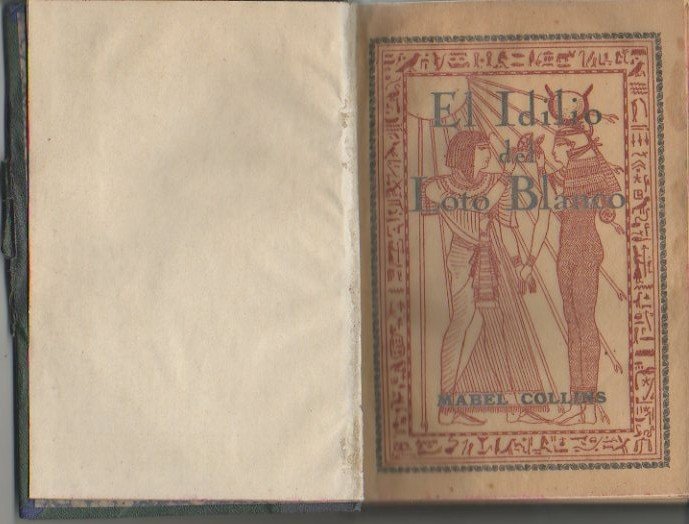 El Idilio
del
Loto Blanco
MABEL COLLINS